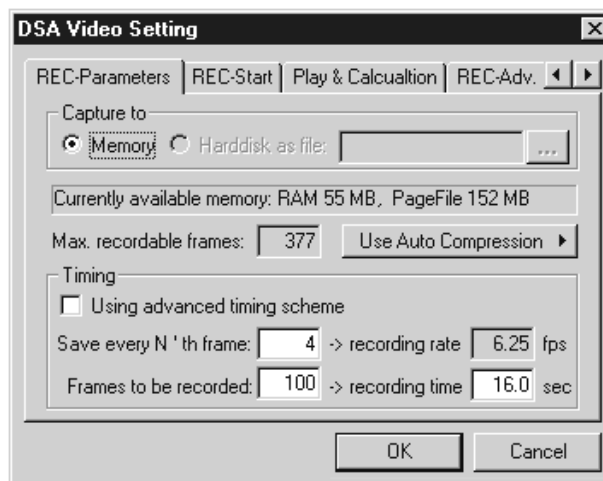 DSA Video Setting
REC-Parameters REC-Start Play & Calcualtion REC-Adv.
Capture to
Memory Harddisk as file: ...
Currently available memory: RAM 55 MB, PageFile 152 MB
Max. recordable frames: 377 Use Auto Compression
Timing
Using advanced timing scheme
Save every N ' th frame: 4 -> recording rate 6.25 fps
Frames to be recorded: 100 -> recording time 16.0 sec
OK Cancel